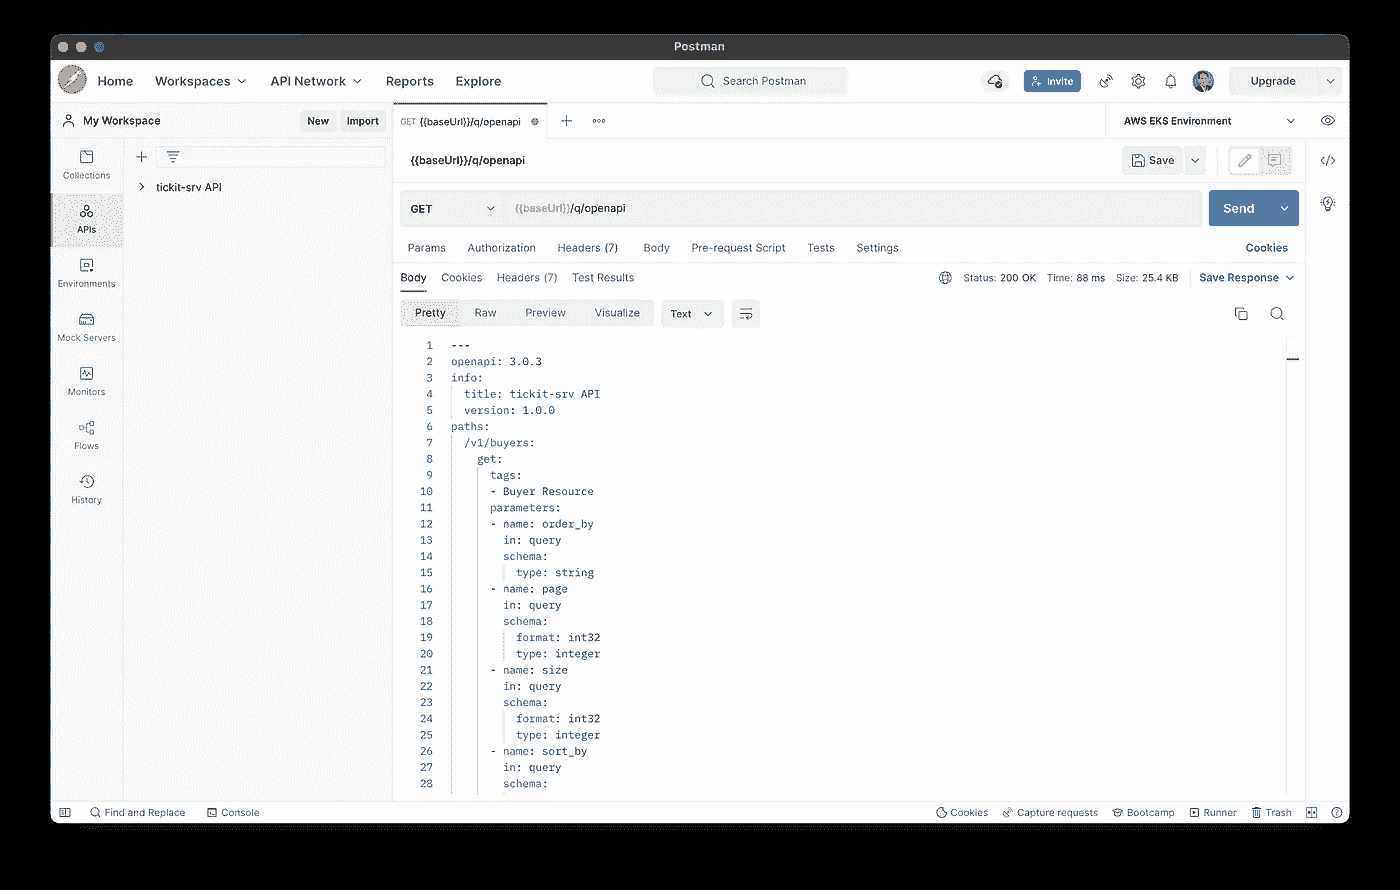 Postman
Home Workspaces API Network Reports Explore Search Postman Invite Upgrade
My Workspace New Import GET {{baseUrl}}/q/openapi AWS EKS Environment
{{baseUrl}}/q/openapi Save
Collections
tickit-srv API
APIs
GET {{baseUrl}}/q/openapi Send
Params Authorization Headers (7) Body Pre-request Script Tests Settings Cookies
Environments
Body Cookies Headers (7) Test Results Status: 200 OK Time: 88 ms Size: 25.4 KB Save Response
Mock Servers
Pretty Raw Preview Visualize Text
Monitors
Flows
History
1 ---
2 openapi: 3.0.3
3 info:
4 title: tickit-srv API
5 version: 1.0.0
6 paths:
7 /v1/buyers:
8 get:
9 tags:
10 - Buyer Resource
11 parameters:
12 - name: order_by
13 in: query
14 schema:
15 type: string
16 - name: page
17 in: query
18 schema:
19 format: int32
20 type: integer
21 - name: size
22 in: query
23 schema:
24 format: int32
25 type: integer
26 - name: sort_by
27 in: query
28 schema:
Find and Replace Console Cookies Capture requests Bootcamp Runner Trash